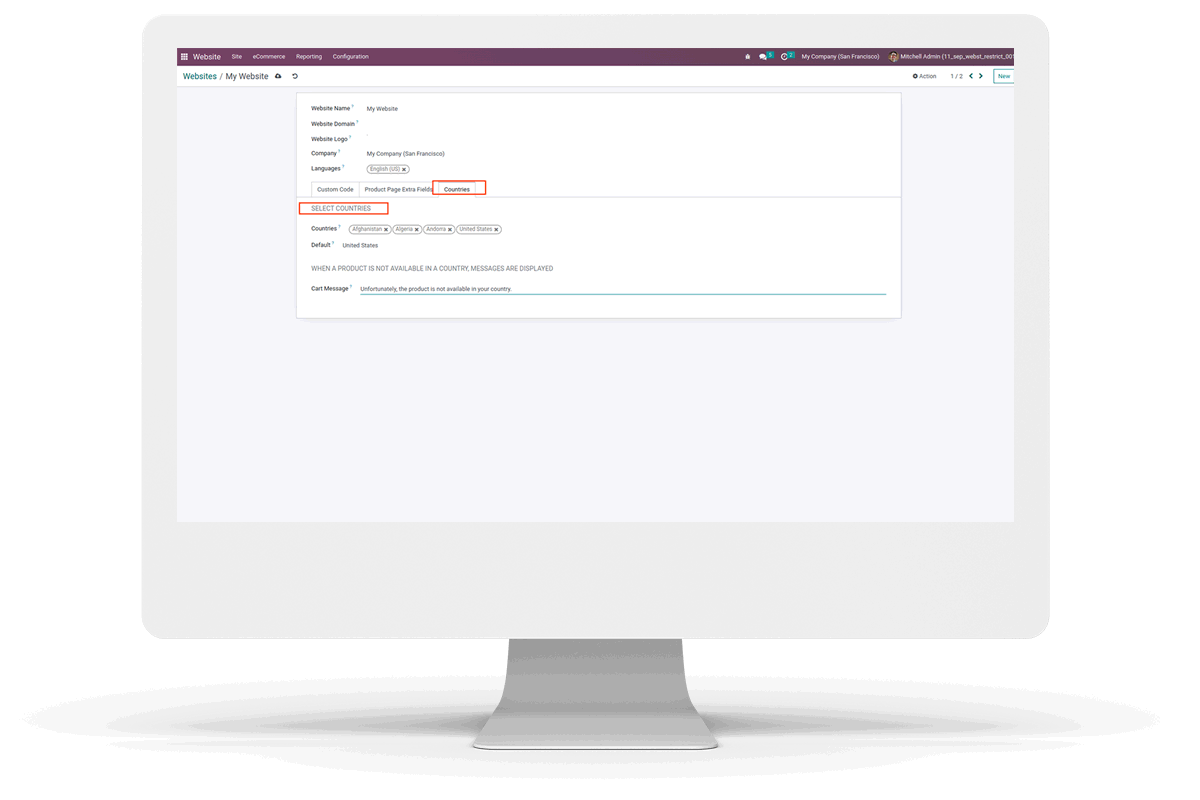 Website Site eCommerce Reporting Configuration 5 2 My Company (San Francisco) Mitchell Admin (11_sep_webst_restrict_001
Websites / My Website Action 1 / 2 New
Website Name ? My Website
Website Domain ?
Website Logo ?
Company ? My Company (San Francisco)
Languages ? English (US) ×
Custom Code Product Page Extra Fields Countries
SELECT COUNTRIES
Countries ? Afghanistan × Algeria × Andorra × United States ×
Default ? United States
WHEN A PRODUCT IS NOT AVAILABLE IN A COUNTRY, MESSAGES ARE DISPLAYED
Cart Message ? Unfortunately, the product is not available in your country.